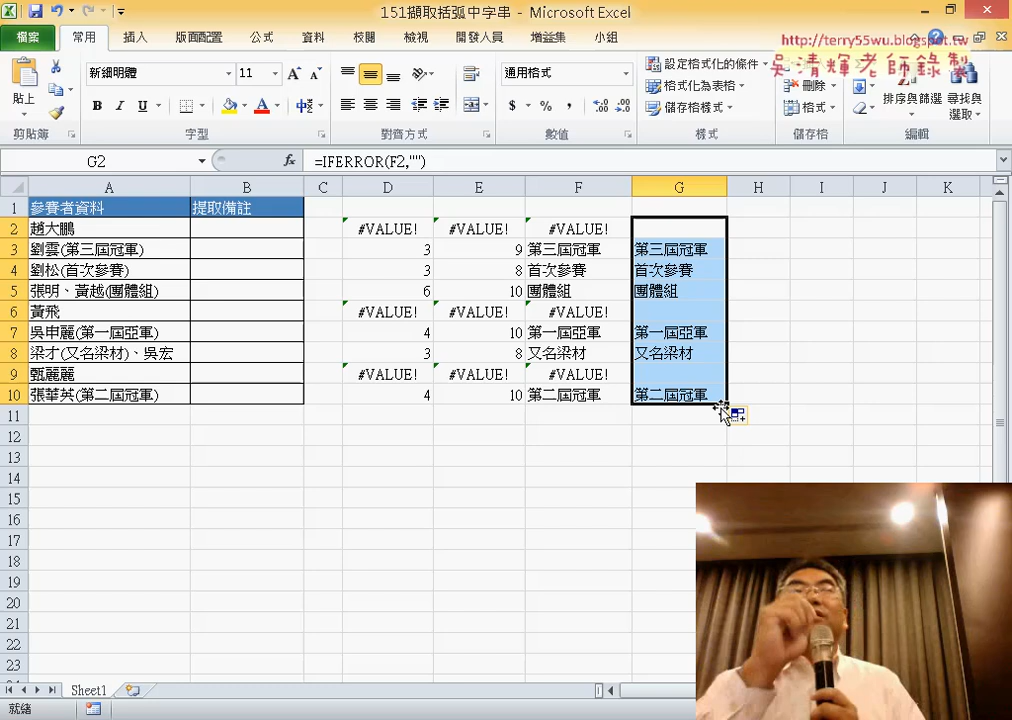 151擷取括弧中字串 - Microsoft Excel
檔案 常用 插入 版面配置 公式 資料 校閱 檢視 開發人員 增益集 小組
http://terry55wu.blogspot.tw
吳清輝老師錄製
貼上 新細明體 11 通用格式 設定格式化的條件 格式化為表格 儲存格樣式 刪除 格式 排序與篩選 尋找與選取
剪貼簿 字型 對齊方式 數值 樣式 儲存格 編輯
G2 fx =IFERROR(F2,"")
A B C D E F G H I J K
1 參賽者資料 提取備註
2 趙大鵬 #VALUE! #VALUE! #VALUE!
3 劉雲(第三屆冠軍) 3 9 第三屆冠軍 第三屆冠軍
4 劉松(首次參賽) 3 8 首次參賽 首次參賽
5 張明、黃越(團體組) 6 10 團體組 團體組
6 黃飛 #VALUE! #VALUE! #VALUE!
7 吳申麗(第一屆亞軍) 4 10 第一屆亞軍 第一屆亞軍
8 梁才(又名梁材)、吳宏 3 8 又名梁材 又名梁材
9 甄麗麗 #VALUE! #VALUE! #VALUE!
10 張華英(第二屆冠軍) 4 10 第二屆冠軍 第二屆冠軍
11
12
13
14
15
16
17
18
19
20
21
22
23
Sheet1
就緒